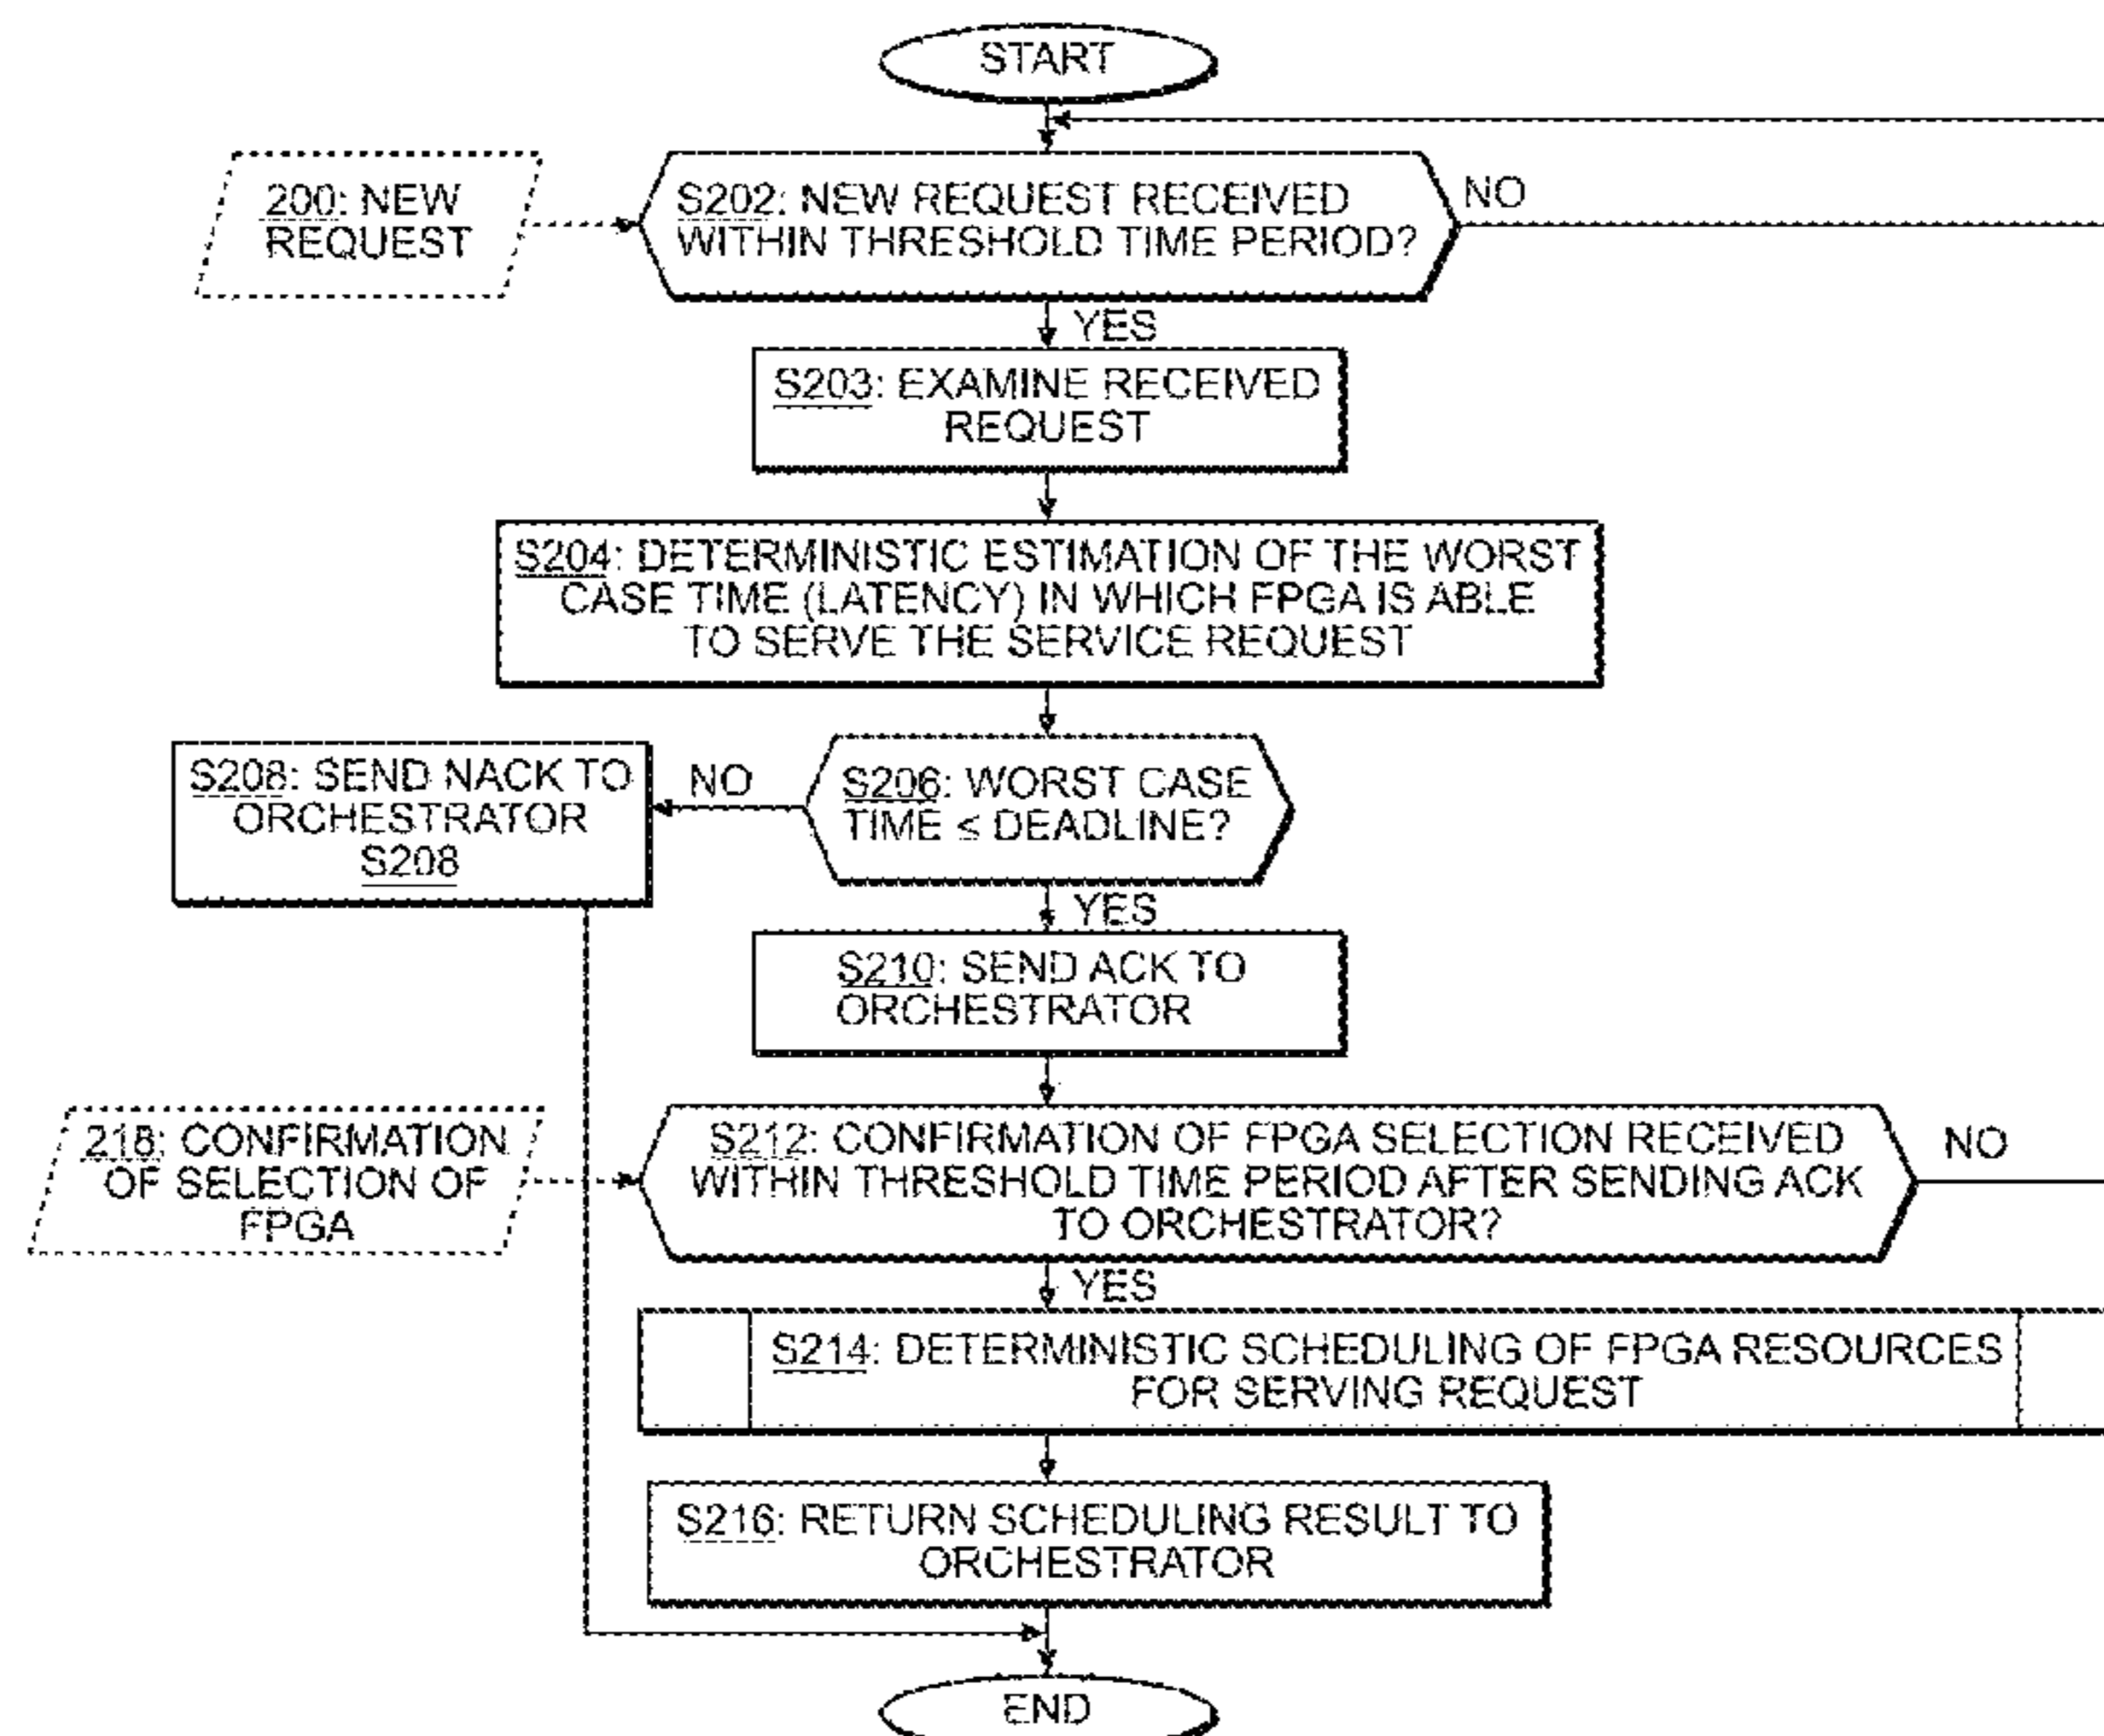 START
200: NEW
REQUEST
S202: NEW REQUEST RECEIVED
WITHIN THRESHOLD TIME PERIOD?
NO
YES
S203: EXAMINE RECEIVED
REQUEST
S204: DETERMINISTIC ESTIMATION OF THE WORST
CASE TIME (LATENCY) IN WHICH FPGA IS ABLE
TO SERVE THE SERVICE REQUEST
S208: SEND NACK TO
ORCHESTRATOR
S208
NO
S206: WORST CASE
TIME ≤ DEADLINE?
YES
S210: SEND ACK TO
ORCHESTRATOR
218: CONFIRMATION
OF SELECTION OF
FPGA
S212: CONFIRMATION OF FPGA SELECTION RECEIVED
WITHIN THRESHOLD TIME PERIOD AFTER SENDING ACK
TO ORCHESTRATOR?
NO
YES
S214: DETERMINISTIC SCHEDULING OF FPGA RESOURCES
FOR SERVING REQUEST
S216: RETURN SCHEDULING RESULT TO
ORCHESTRATOR
END